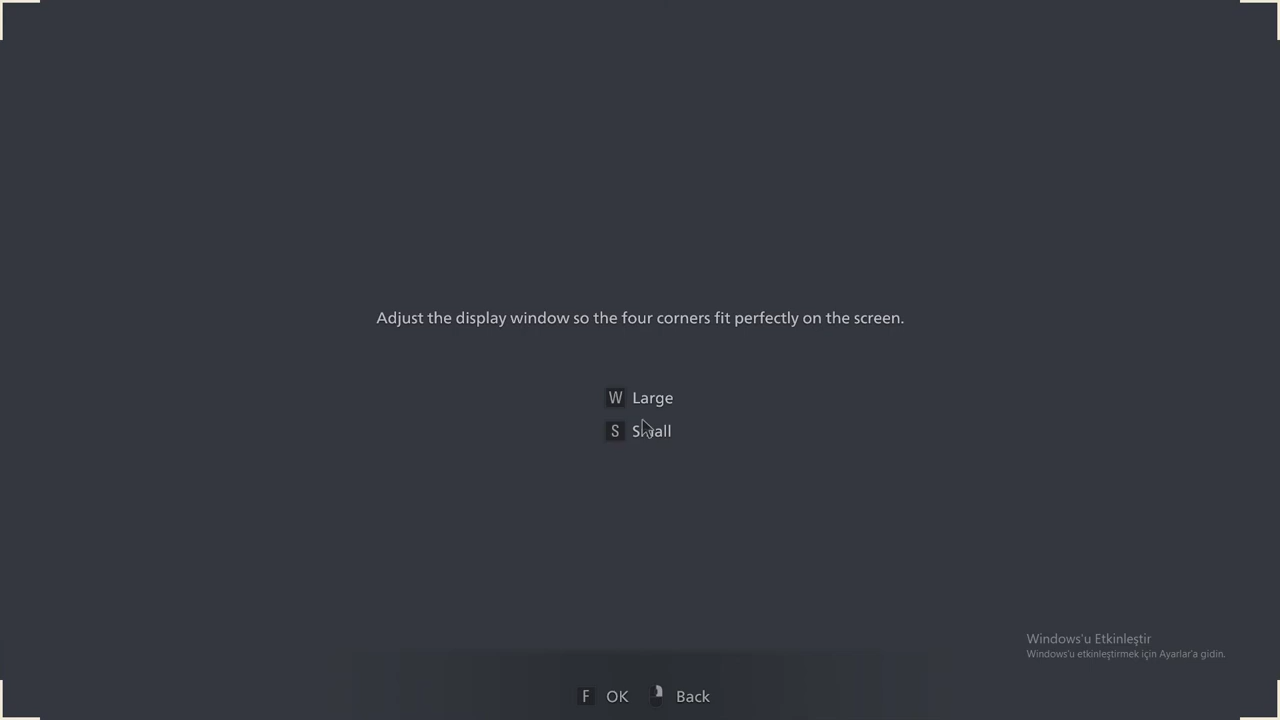 Adjust the display window so the four corners fit perfectly on the screen.
W Large
S Small
Windows'u Etkinleştir
Windows'u etkinleştirmek için Ayarlar'a gidin.
F OK Back